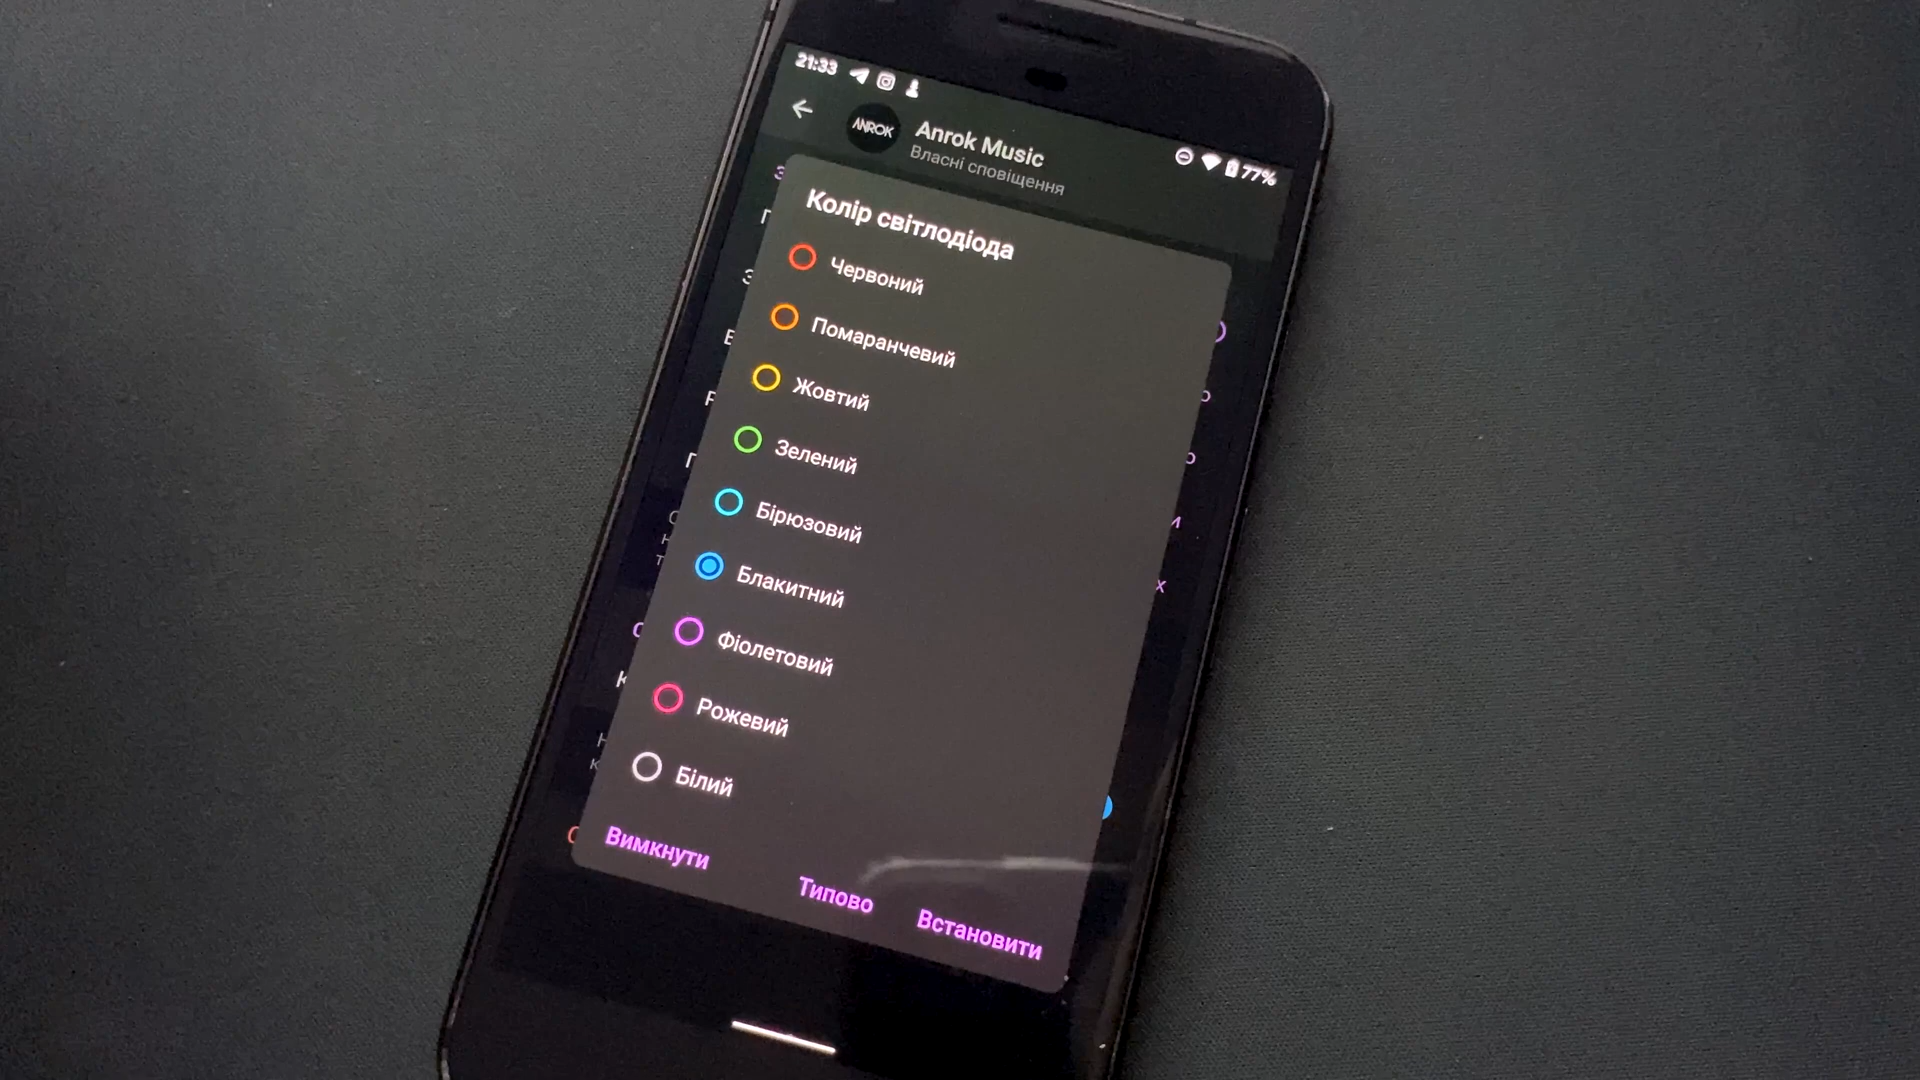 21:33
77%
ANROK
Anrok Music
Власні сповіщення
Колір світлодіода
Червоний
Помаранчевий
Жовтий
Зелений
Бірюзовий
Блакитний
Фіолетовий
Рожевий
Білий
Вимкнути
Типово
Встановити